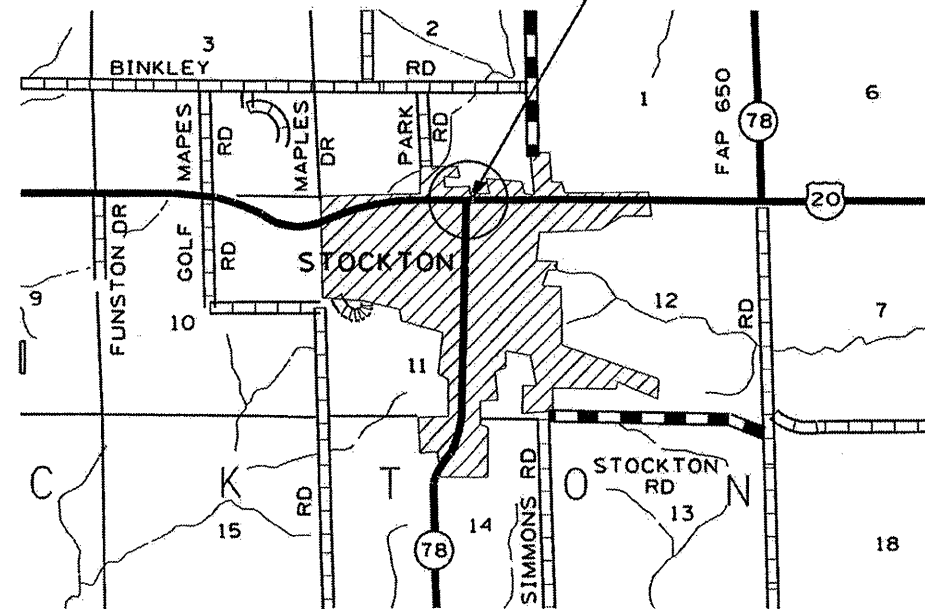 3
2
BINKLEY RD
1
6
FAP 650
78
MAPES RD
MAPLES DR
PARK RD
20
FUNSTON DR
GOLF RD
STOCKTON
9
10
12
RD
7
11
C K T O N
STOCKTON
RD
RD
SIMMONS RD
13
15
14
78
18